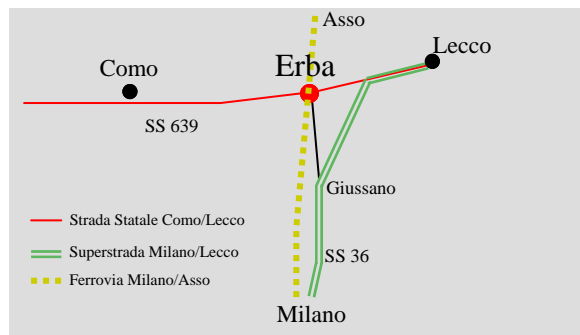 Asso
Lecco
Como
Erba
SS 639
Giussano
Strada Statale Como/Lecco
Superstrada Milano/Lecco
SS 36
Ferrovia Milano/Asso
Milano